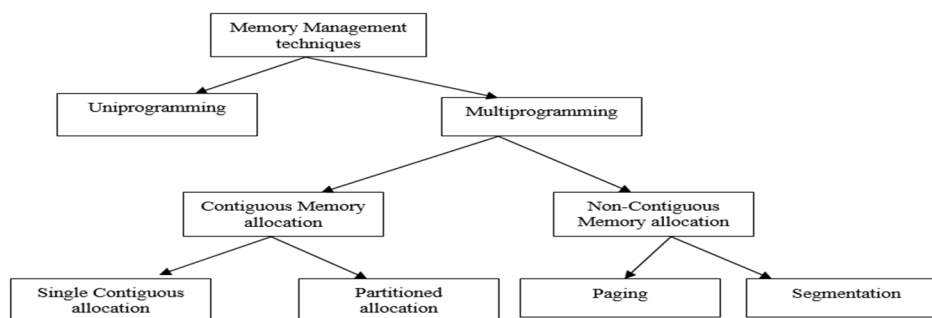 Memory Management
techniques
Uniprogramming
Multiprogramming
Contiguous Memory
allocation
Non-Contiguous
Memory allocation
Single Contiguous
allocation
Partitioned
allocation
Paging
Segmentation